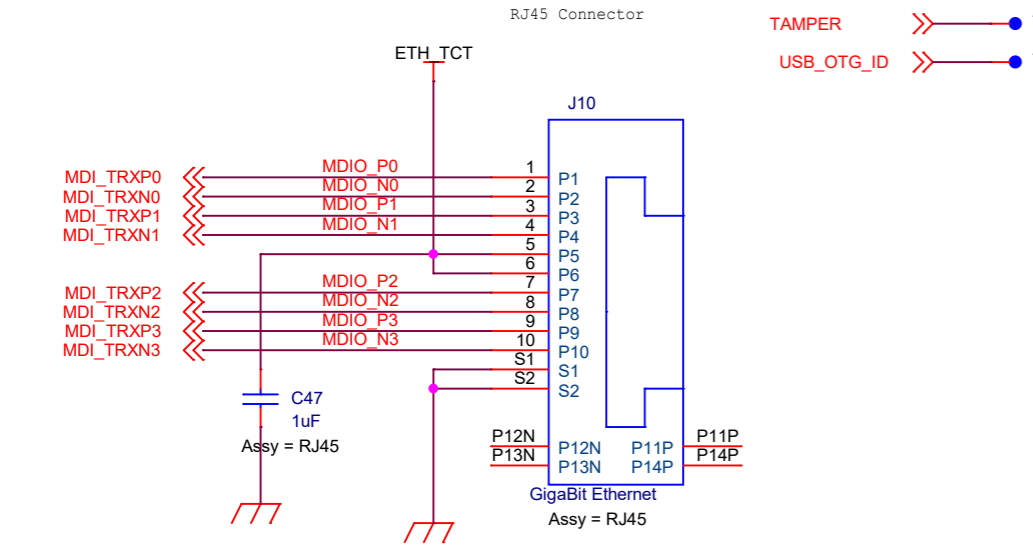 RJ45 Connector
TAMPER
USB_OTG_ID
ETH_TCT
J10
MDI_TRXP0 MDIO_P0 1 P1
MDI_TRXN0 MDIO_N0 2 P2
MDI_TRXP1 MDIO_P1 3 P3
MDI_TRXN1 MDIO_N1 4 P4
5 P5
6 P6
MDI_TRXP2 MDIO_P2 7 P7
MDI_TRXN2 MDIO_N2 8 P8
MDI_TRXP3 MDIO_P3 9 P9
MDI_TRXN3 MDIO_N3 10 P10
S1 S1
S2 S2
C47
1uF
Assy = RJ45
P12N P12N P11P P11P
P13N P13N P14P P14P
GigaBit Ethernet
Assy = RJ45